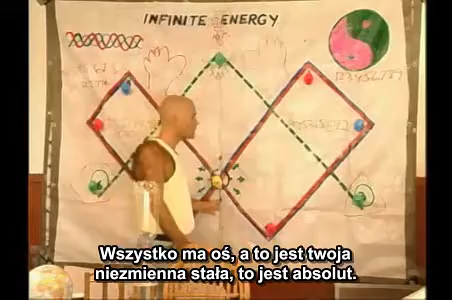 INFINITE ENERGY
Wszystko ma oś, a to jest twoja
niezmienna stała, to jest absolut.